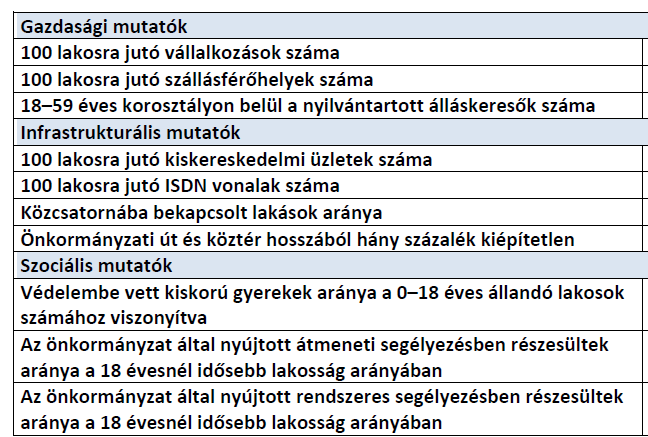 Gazdasági mutatók
100 lakosra jutó vállalkozások száma
100 lakosra jutó szállásférőhelyek száma
18–59 éves korosztályon belül a nyilvántartott álláskeresők száma
Infrastrukturális mutatók
100 lakosra jutó kiskereskedelmi üzletek száma
100 lakosra jutó ISDN vonalak száma
Közcsatornába bekapcsolt lakások aránya
Önkormányzati út és köztér hosszából hány százalék kiépítetlen
Szociális mutatók
Védelembe vett kiskorú gyerekek aránya a 0–18 éves állandó lakosok
számához viszonyítva
Az önkormányzat által nyújtott átmeneti segélyezésben részesültek
aránya a 18 évesnél idősebb lakosság arányában
Az önkormányzat által nyújtott rendszeres segélyezésben részesültek
aránya a 18 évesnél idősebb lakosság arányában